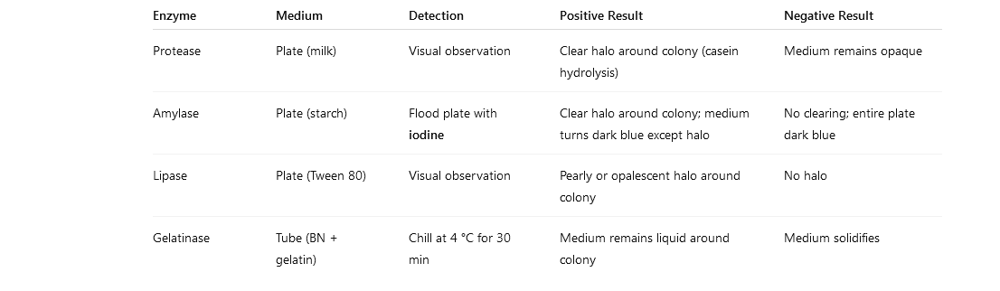 Enzyme Medium Detection Positive Result Negative Result
Protease Plate (milk) Visual observation Clear halo around colony (casein Medium remains opaque
hydrolysis)
Amylase Plate (starch) Flood plate with Clear halo around colony; medium No clearing; entire plate
iodine turns dark blue except halo dark blue
Lipase Plate (Tween 80) Visual observation Pearly or opalescent halo around No halo
colony
Gelatinase Tube (BN + Chill at 4 °C for 30 Medium remains liquid around Medium solidifies
gelatin) min colony